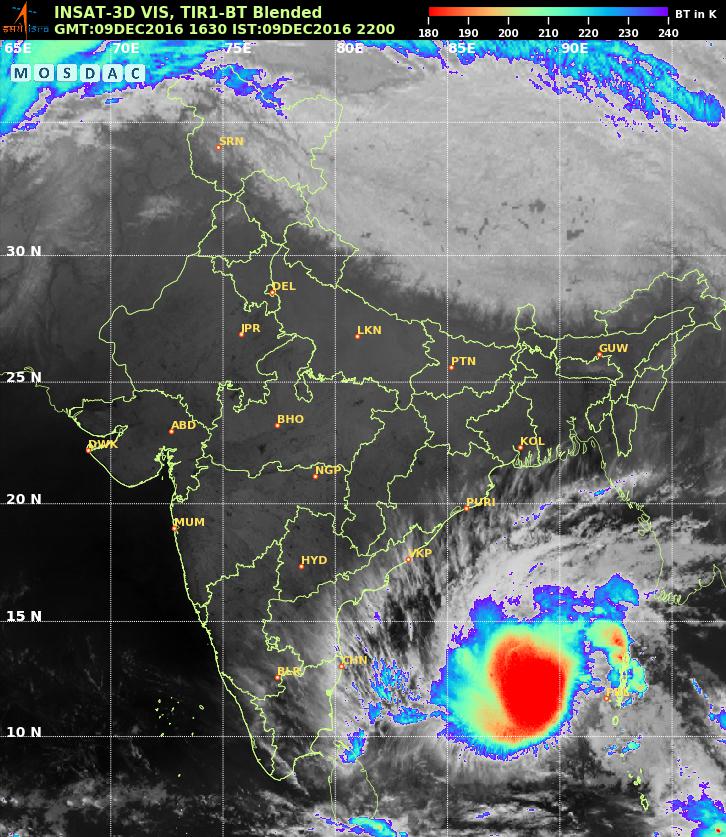 INSAT-3D VIS, TIR1-BT Blended
GMT:09DEC2016 1630 IST:09DEC2016 2200
BT in K
180 190 200 210 220 230 240
65E 70E 75E 80E 85E 90E
MOSDAC
SRN
30 N
DEL
JPR
LKN
GUW
PTN
25 N
ABD
BHO
DWK
KOL
NGP
20 N
PURI
MUM
VKP
HYD
15 N
CHN
BLR
10 N